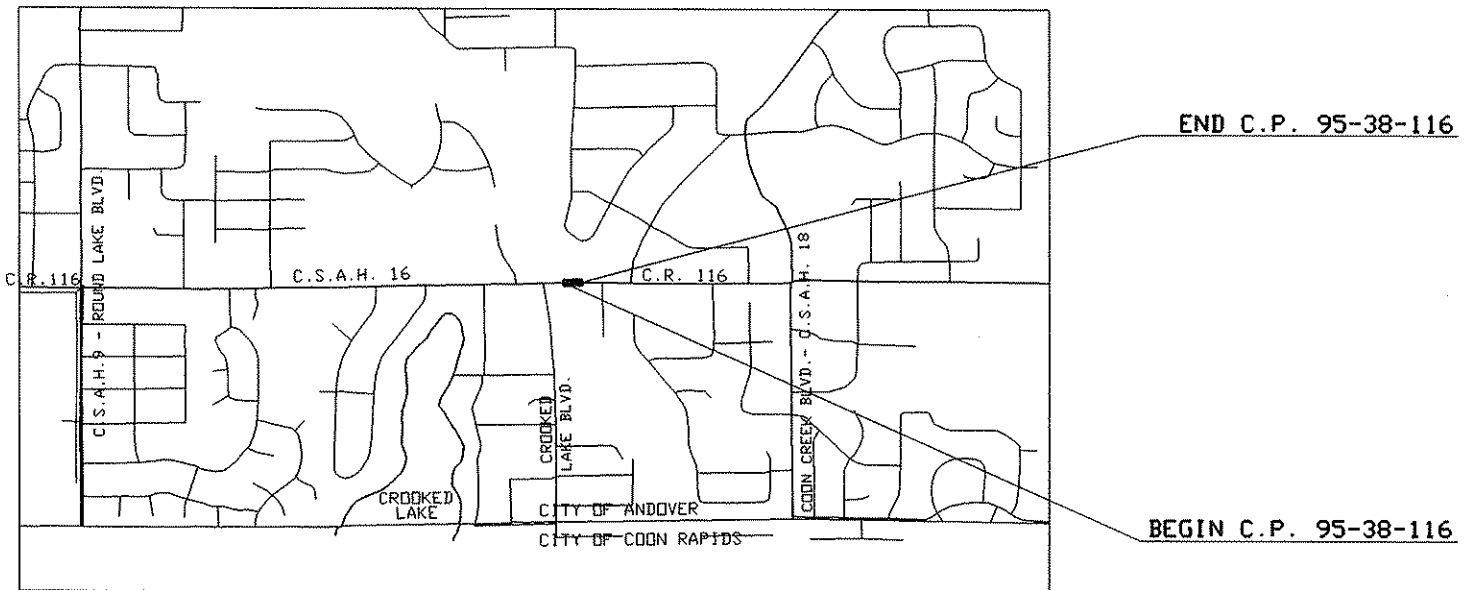 END C.P. 95-38-116
C.R. 116
C.S.A.H. 16
C.R. 116
C.S.A.H. 9 - ROUND LAKE BLVD.
COON CREEK BLVD. - C.S.A.H. 18
CROOKED
LAKE BLVD.
CROOKED
LAKE
CITY OF ANDOVER
CITY OF COON RAPIDS
BEGIN C.P. 95-38-116